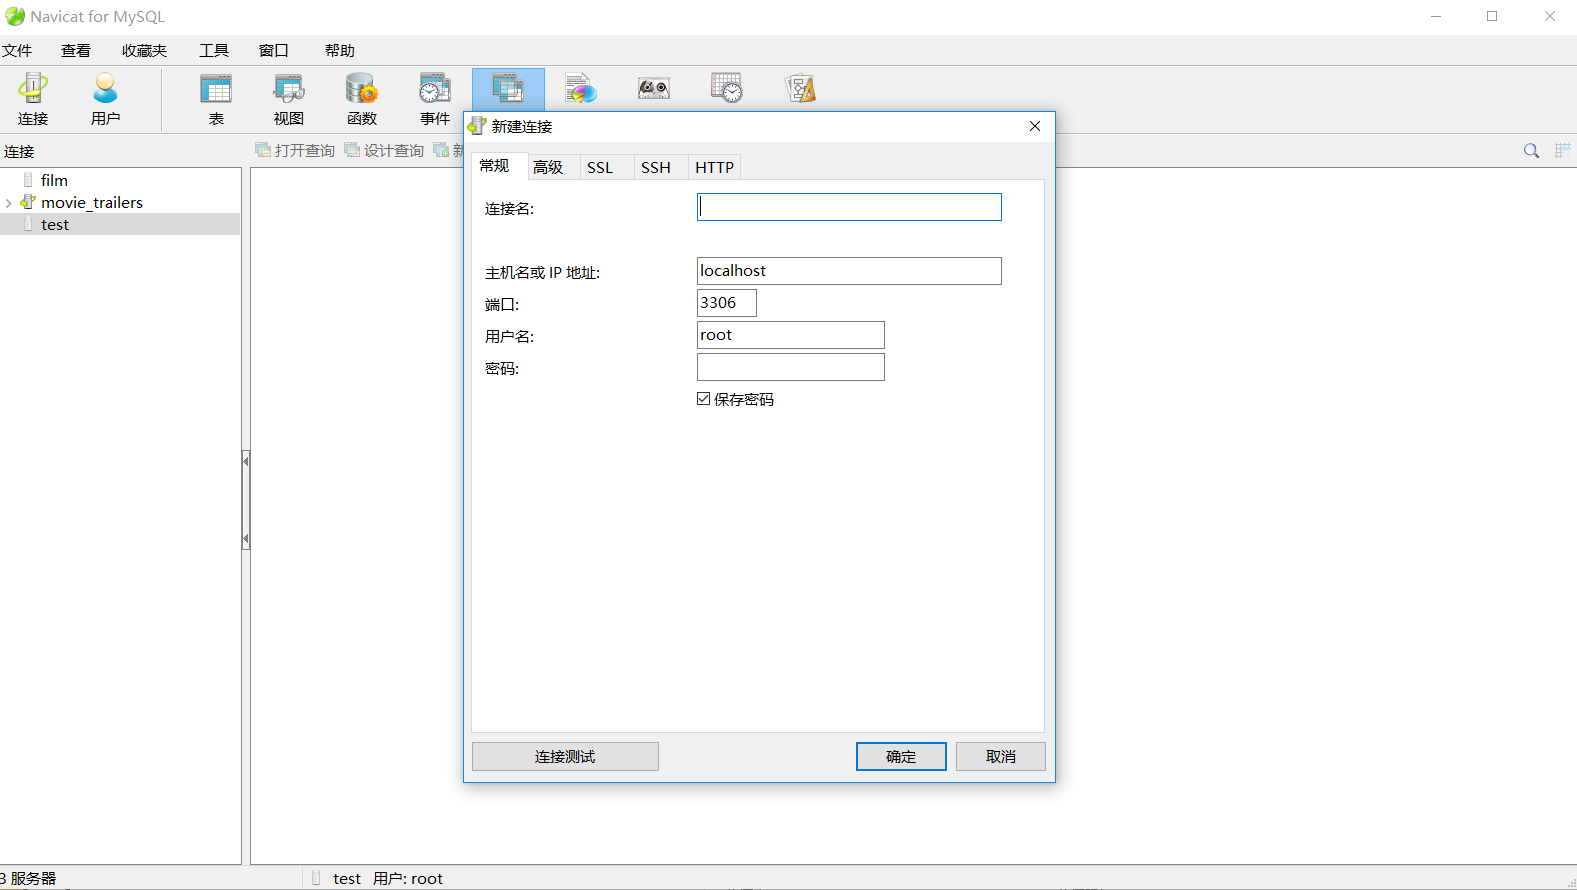 Navicat for MySQL
文件 查看 收藏夹 工具 窗口 帮助
连接 用户 表 视图 函数 事件
连接 打开查询 设计查询 新
film
movie_trailers
test
新建连接
常规 高级 SSL SSH HTTP
连接名:
主机名或 IP 地址: localhost
端口: 3306
用户名: root
密码:
保存密码
连接测试 确定 取消
3 服务器 test 用户: root